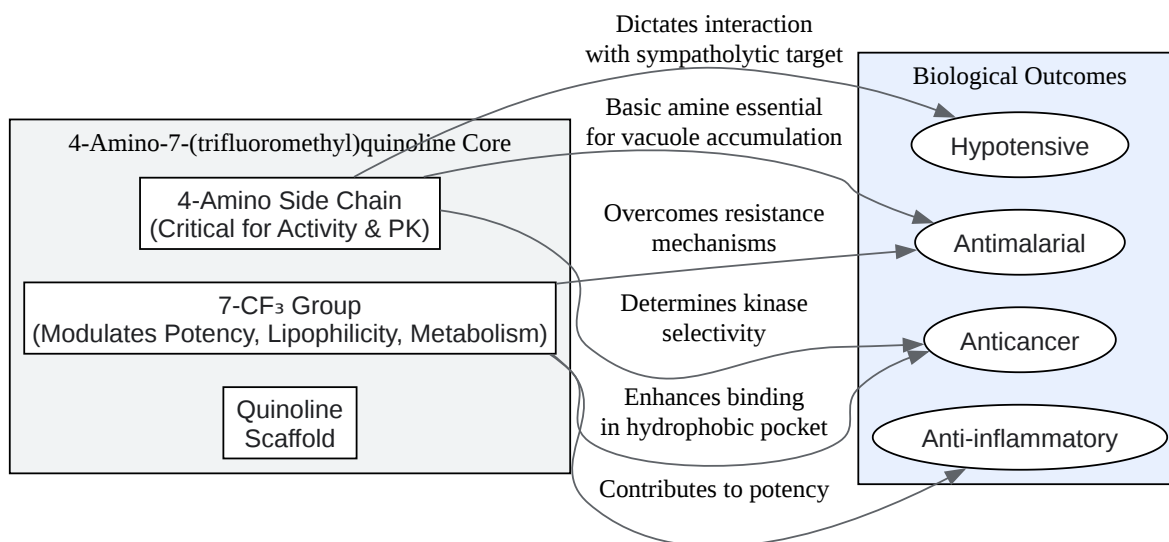 Dictates interaction
with sympatholytic target
Biological Outcomes
Basic amine essential
for vacuole accumulation
Hypotensive
4-Amino-7-(trifluoromethyl)quinoline Core
4-Amino Side Chain
(Critical for Activity & PK)
Overcomes resistance
mechanisms
Antimalarial
7-CF₃ Group
(Modulates Potency, Lipophilicity, Metabolism)
Determines kinase
selectivity
Anticancer
Quinoline
Scaffold
Enhances binding
in hydrophobic pocket
Anti-inflammatory
Contributes to potency